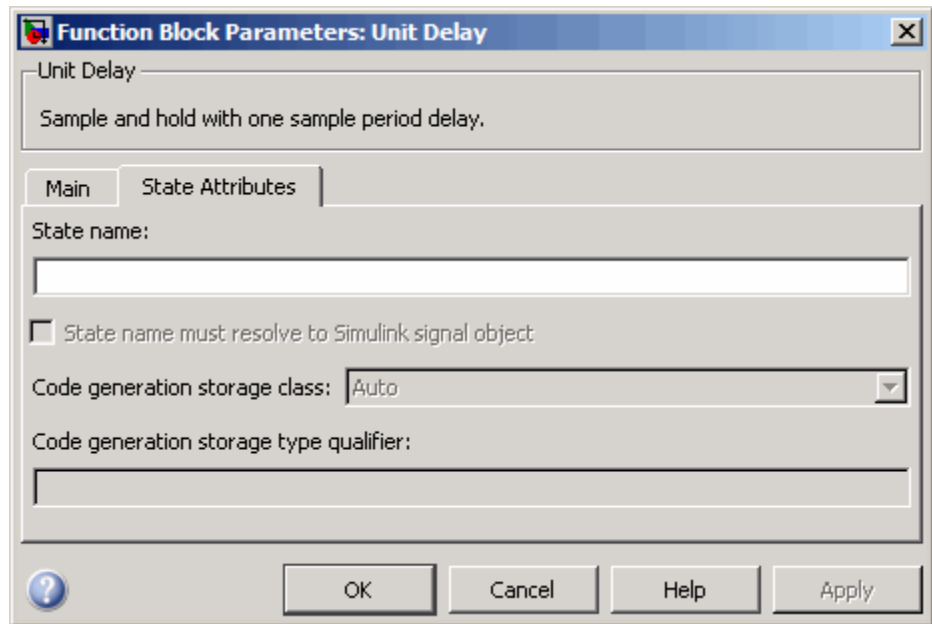 Function Block Parameters: Unit Delay
Unit Delay
Sample and hold with one sample period delay.
Main State Attributes
State name:
State name must resolve to Simulink signal object
Code generation storage class: Auto
Code generation storage type qualifier:
OK Cancel Help Apply